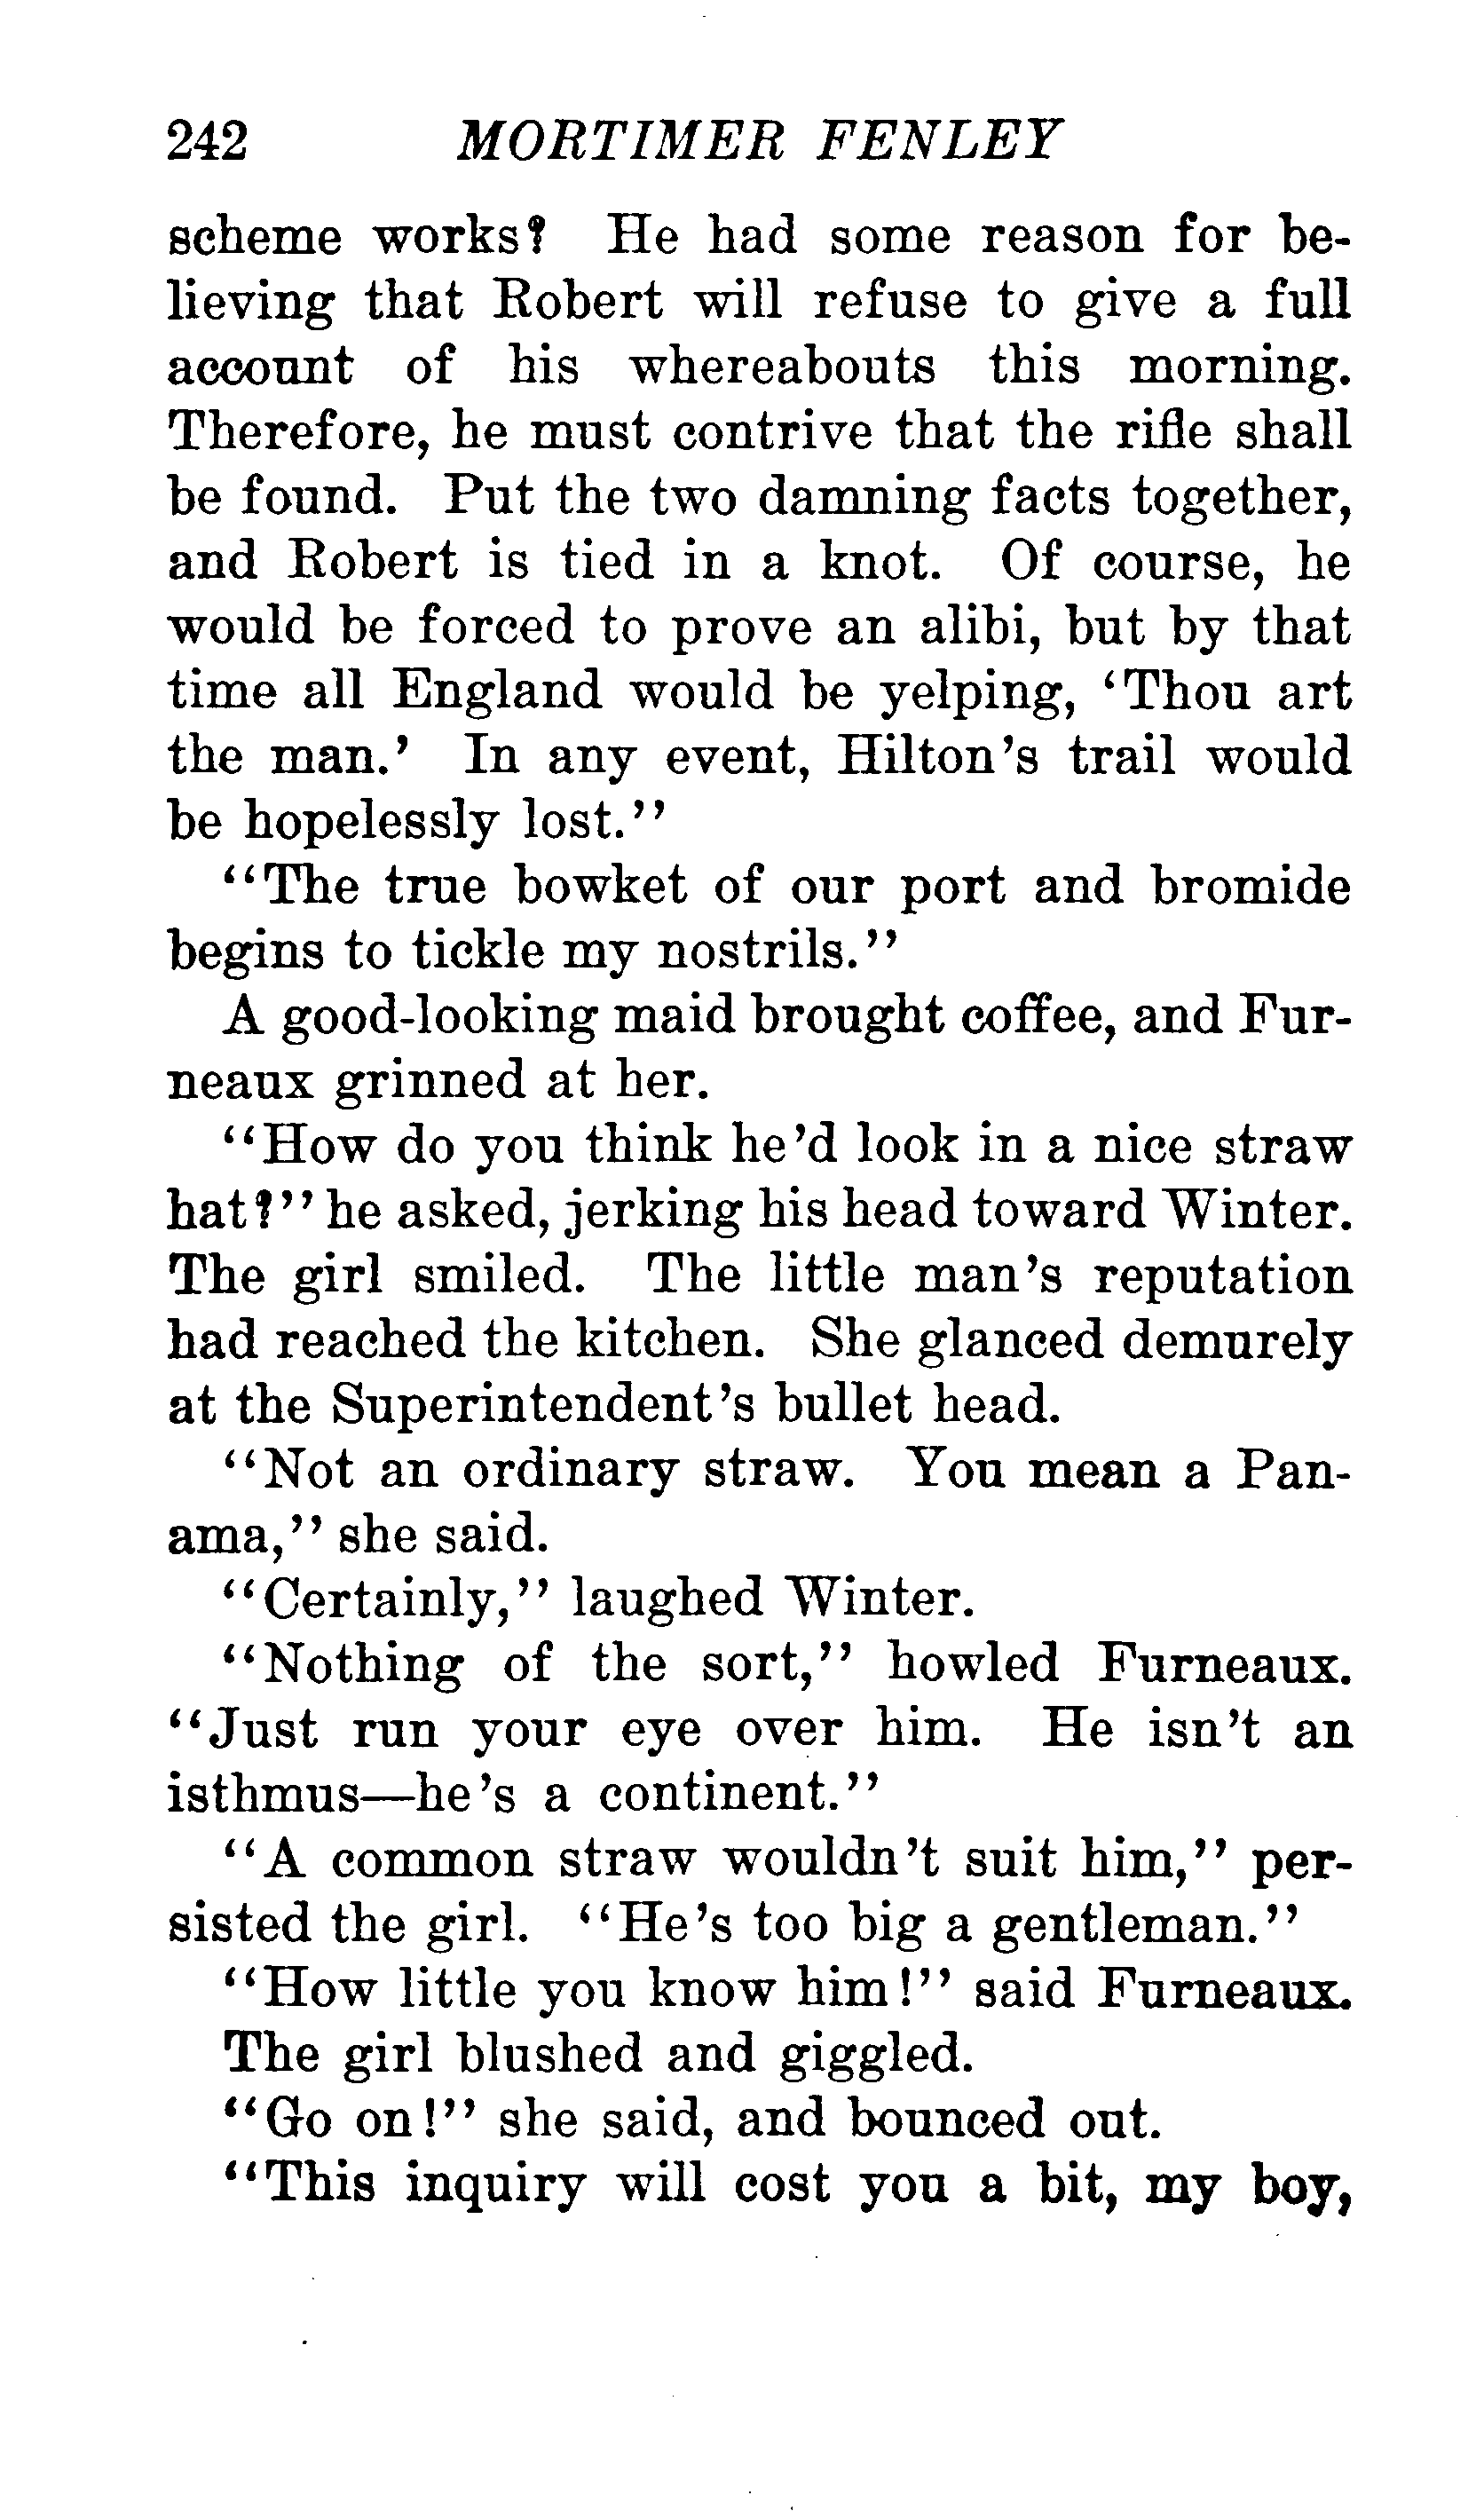 242 MORTIMER FENLEY
scheme works? He had some reason for be-
lieving that Robert will refuse to give a full
account of his whereabouts this morning.
Therefore, he must contrive that the rifle shall
be found. Put the two damning facts together,
and Robert is tied in a knot. Of course, he
would be forced to prove an alibi, but by that
time all England would be yelping, 'Thou art
the man.' In any event, Hilton's trail would
be hopelessly lost."
"The true bowket of our port and bromide
begins to tickle my nostrils."
A good-looking maid brought coffee, and Fur-
neaux grinned at her.
"How do you think he'd look in a nice straw
hat?" he asked, jerking his head toward Winter.
The girl smiled. The little man's reputation
had reached the kitchen. She glanced demurely
at the Superintendent's bullet head.
"Not an ordinary straw. You mean a Pan-
ama," she said.
"Certainly," laughed Winter.
"Nothing of the sort," howled Furneaux.
"Just run your eye over him. He isn't an
isthmus—he's a continent."
"A common straw wouldn't suit him," per-
sisted the girl. "He's too big a gentleman."
"How little you know him!" said Furneaux.
The girl blushed and giggled.
"Go on!" she said, and bounced out.
"This inquiry will cost you a bit, my boy,